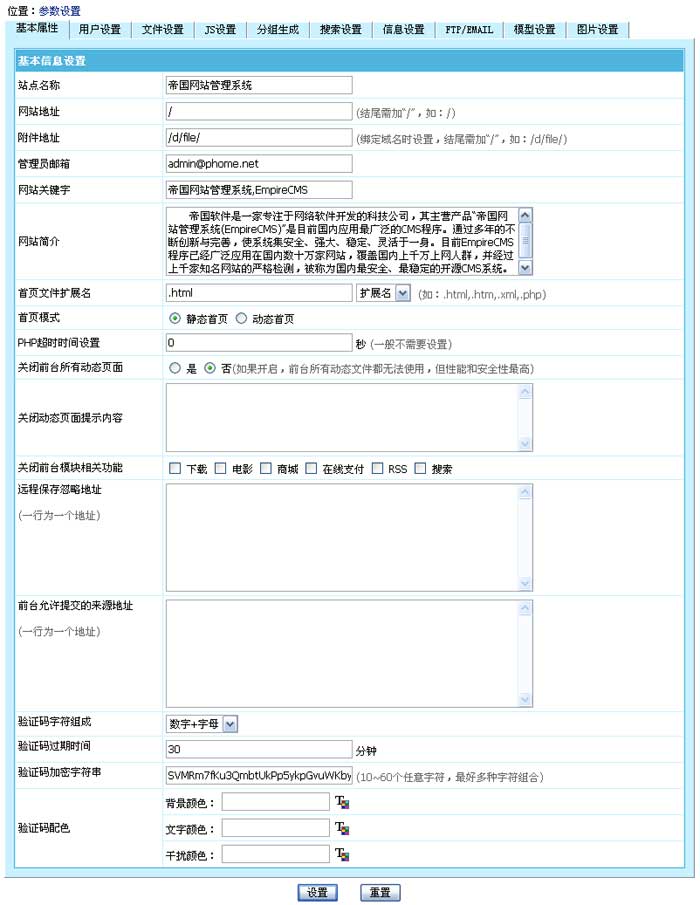 位置：参数设置
基本属性 用户设置 文件设置 JS设置 分组生成 搜索设置 信息设置 FTP/EMAIL 模型设置 图片设置
基本信息设置
站点名称 帝国网站管理系统
网站地址 / (结尾需加“/”，如：/)
附件地址 /d/file/ (绑定域名时设置，结尾需加“/”，如：/d/file/)
管理员邮箱 admin@phome.net
网站关键字 帝国网站管理系统,EmpireCMS
网站简介
帝国软件是一家专注于网络软件开发的科技公司，其主营产品“帝国网
站管理系统(EmpireCMS)”是目前国内应用最广泛的CMS程序。通过多年的不
断创新与完善，使系统集安全、强大、稳定、灵活于一身。目前EmpireCMS
程序已经广泛应用在国内数十万家网站，覆盖国内上千万上网人群，并经过
上千家知名网站的严格检测，被称为国内最安全、最稳定的开源CMS系统。
首页文件扩展名 .html 扩展名 (如：.html,.htm,.xml,.php)
首页模式 静态首页 动态首页
PHP超时时间设置 0 秒 (一般不需要设置)
关闭前台所有动态页面 是 否(如果开启，前台所有动态文件都无法使用，但性能和安全性最高)
关闭动态页面提示内容
关闭前台模块相关功能 下载 电影 商城 在线支付 RSS 搜索
远程保存忽略地址
(一行为一个地址)
前台允许提交的来源地址
(一行为一个地址)
验证码字符组成 数字+字母
验证码过期时间 30 分钟
验证码加密字符串 SVMRm7fKu3QmbtUkPp5ykpGvuWKby (10~60个任意字符，最好多种字符组合)
验证码配色
背景颜色：
文字颜色：
干扰颜色：
设置 重置